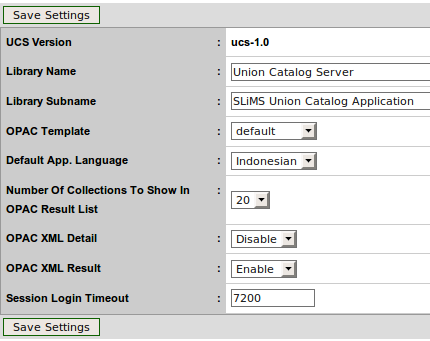 Save Settings
UCS Version : ucs-1.0
Library Name : Union Catalog Server
Library Subname : SLiMS Union Catalog Application
OPAC Template : default
Default App. Language : Indonesian
Number Of Collections To Show In : 20
OPAC Result List
OPAC XML Detail : Disable
OPAC XML Result : Enable
Session Login Timeout : 7200
Save Settings